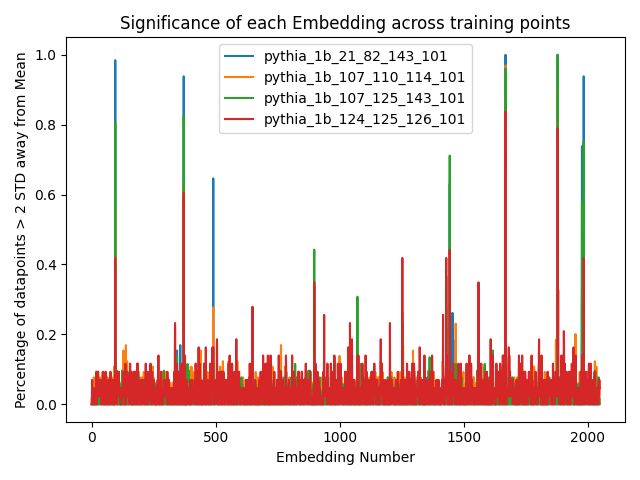 Significance of each Embedding across training points
pythia_1b_21_82_143_101
pythia_1b_107_110_114_101
pythia_1b_107_125_143_101
pythia_1b_124_125_126_101
Percentage of datapoints > 2 STD away from Mean
1.0
0.8
0.6
0.4
0.2
0.0
0
500
1000
1500
2000
Embedding Number